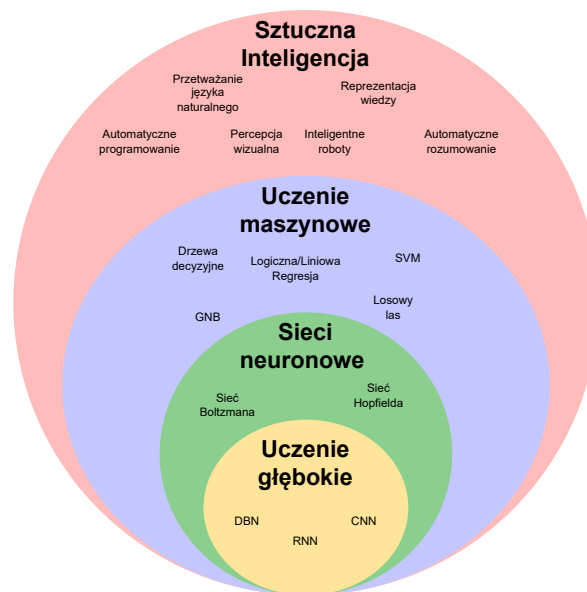 Sztuczna
Inteligencja
Przetważanie
języka
naturalnego
Reprezentacja
wiedzy
Automatyczne
programowanie
Percepcja
wizualna
Inteligentne
roboty
Automatyczne
rozumowanie
Uczenie
maszynowe
Drzewa
decyzyjne
Logiczna/Liniowa
Regresja
SVM
GNB
Losowy
las
Sieci
neuronowe
Sieć
Boltzmana
Sieć
Hopfielda
Uczenie
głębokie
DBN
RNN
CNN